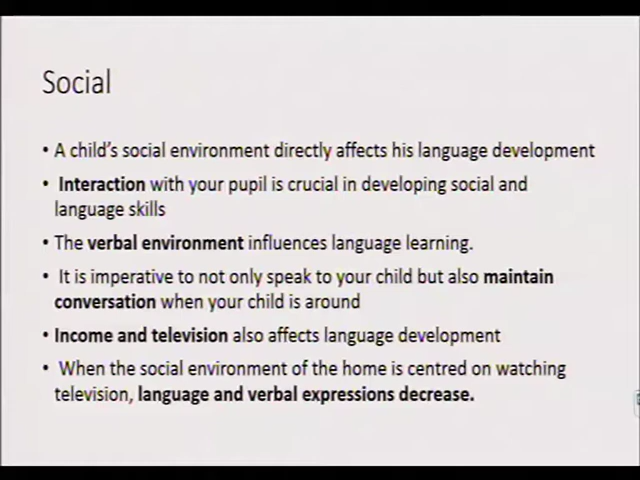 Social
• A child's social environment directly affects his language development
• Interaction with your pupil is crucial in developing social and
language skills
• The verbal environment influences language learning.
• It is imperative to not only speak to your child but also maintain
conversation when your child is around
• Income and television also affects language development
• When the social environment of the home is centred on watching
television, language and verbal expressions decrease.